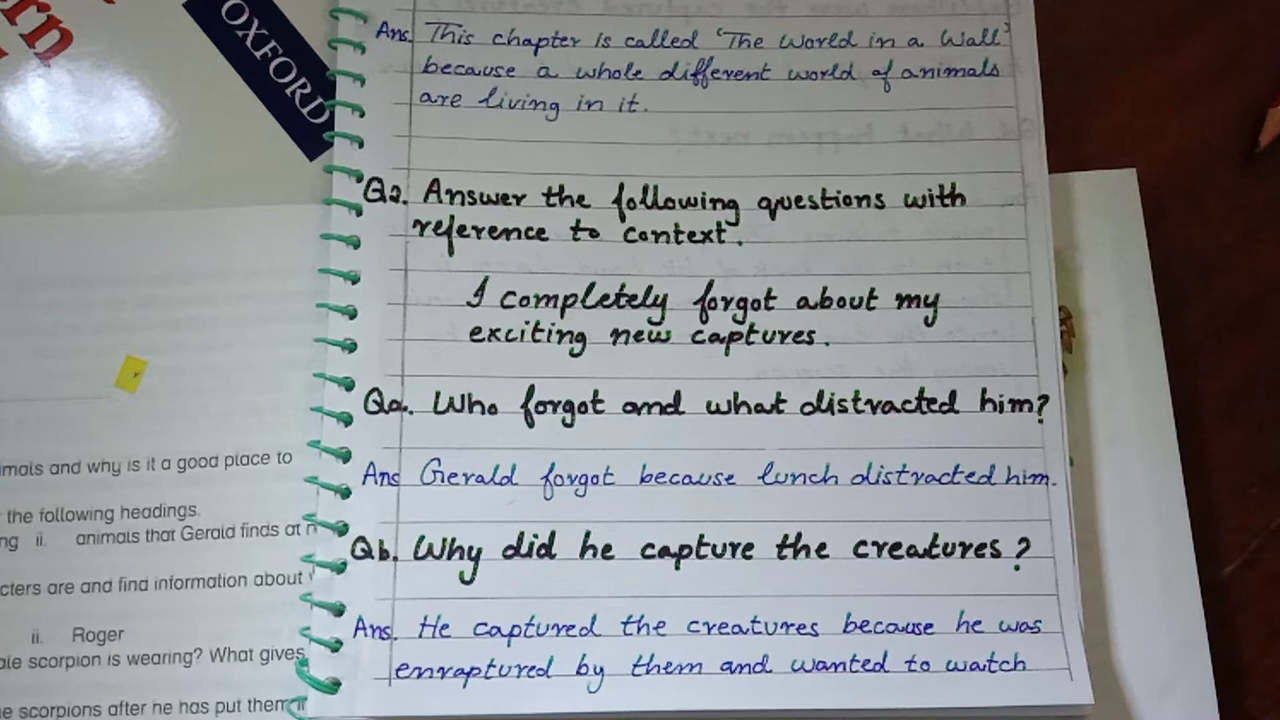 rn
OXFORD
Ans. This chapter is called 'The World in a Wall'
because a whole different world of animals
are living in it.
Q2. Answer the following questions with
reference to context.
I completely forgot about my
exciting new captures.
Qa. Who forgot and what distracted him?
Ans Gerald forgot because lunch distracted him.
Qb. Why did he capture the creatures?
Ans. He captured the creatures because he was
enraptured by them and wanted to watch
mals and why is it a good place to
the following headings.
ng ii. animals that Gerald finds at n
cters are and find information about
ii. Roger
ale scorpion is wearing? What gives
e scorpions after he has put them